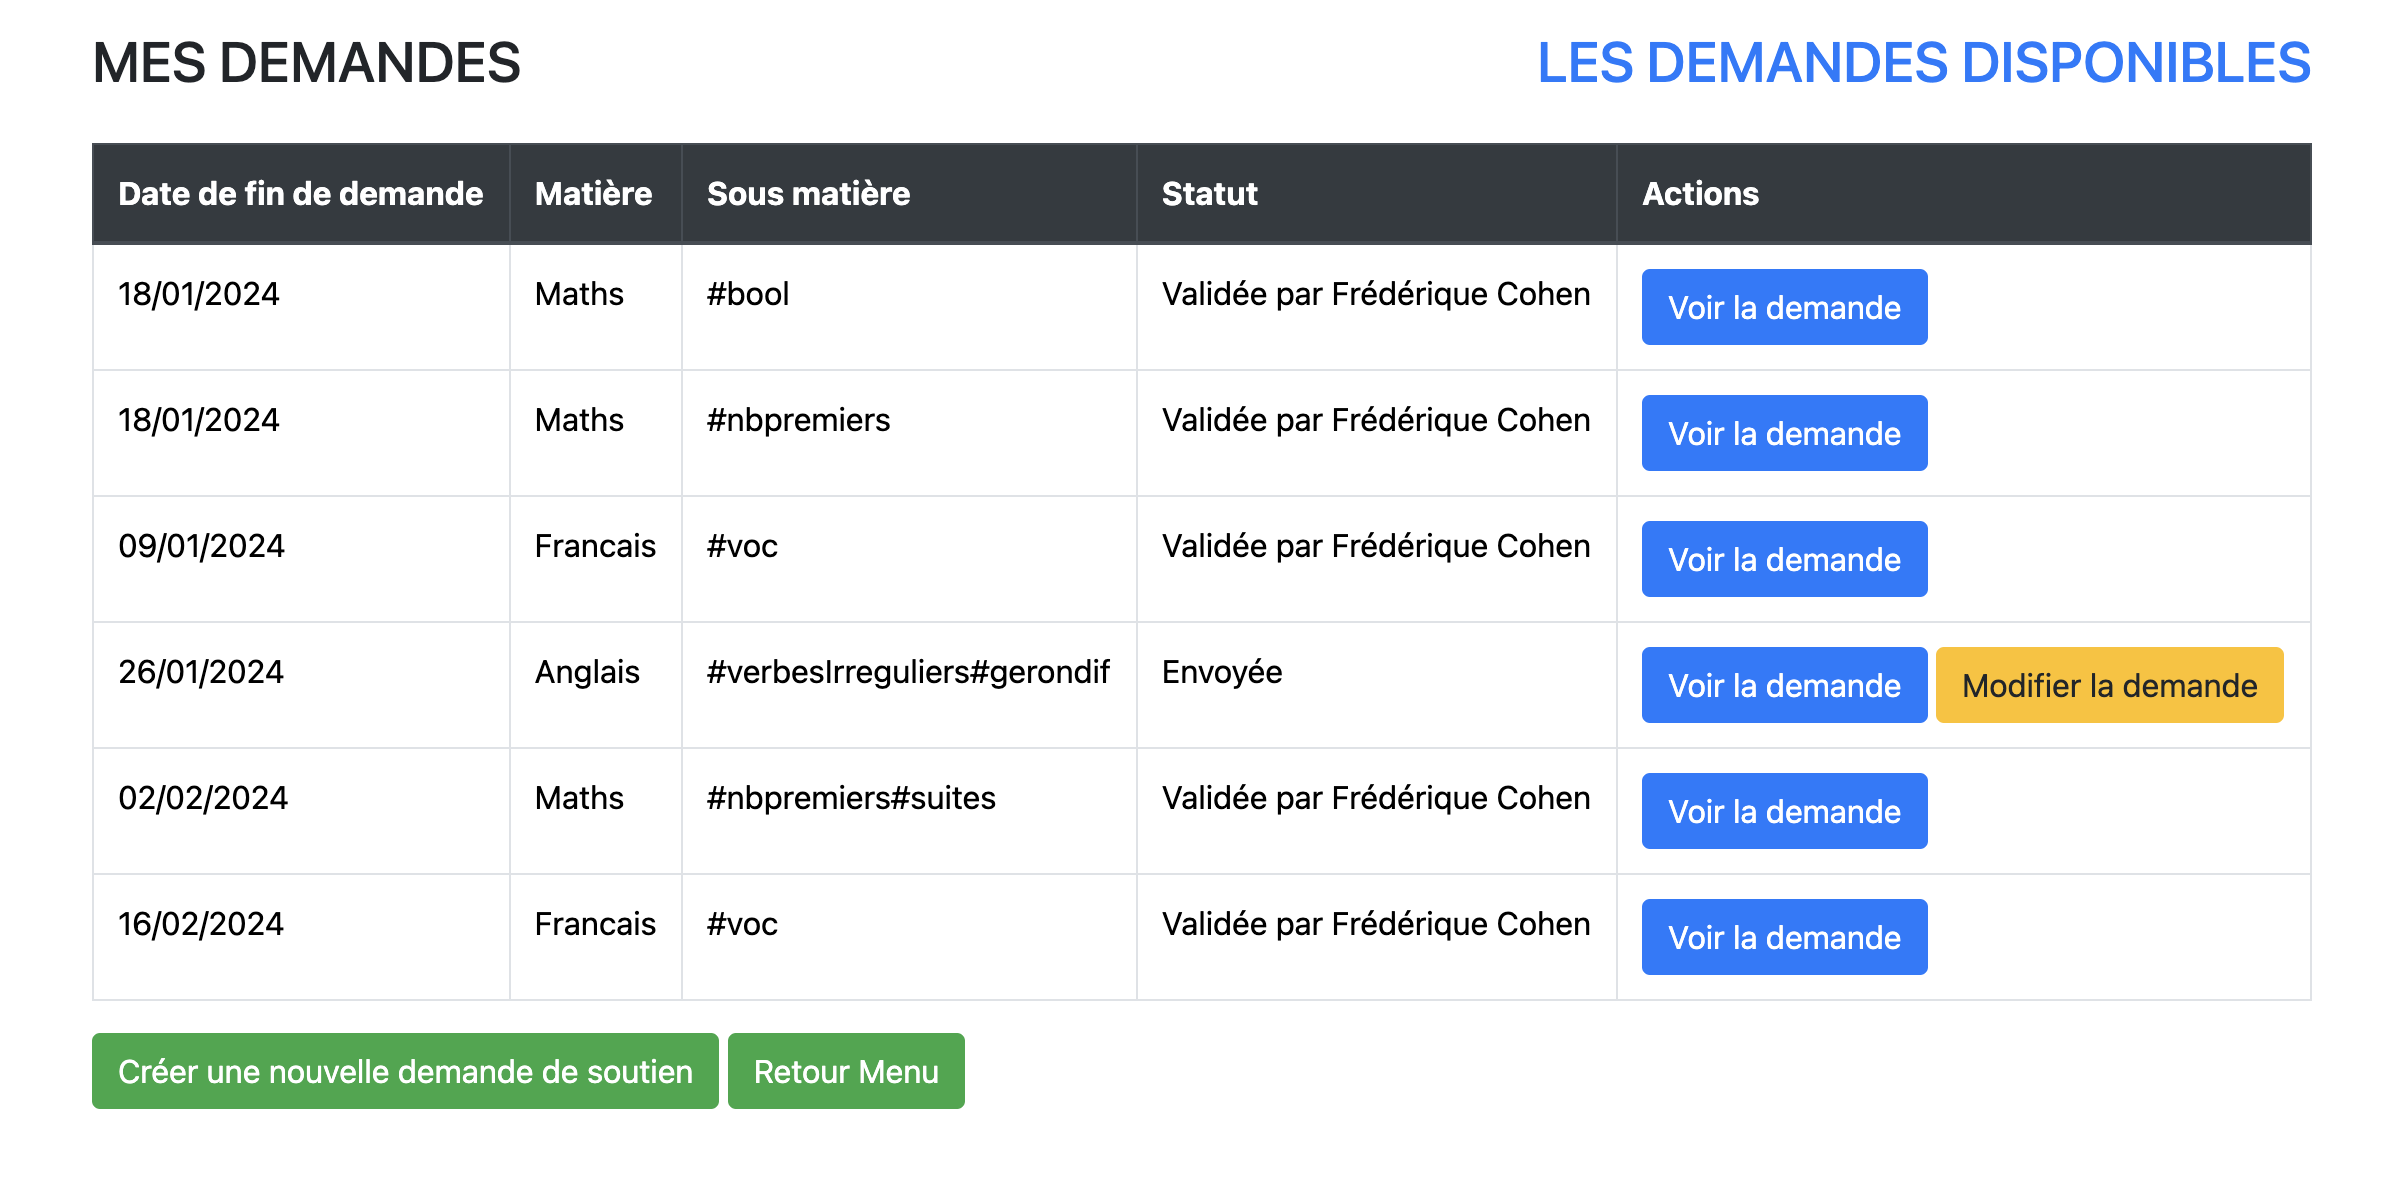 MES DEMANDES LES DEMANDES DISPONIBLES
Date de fin de demande Matière Sous matière Statut Actions
18/01/2024 Maths #bool Validée par Frédérique Cohen Voir la demande
18/01/2024 Maths #nbpremiers Validée par Frédérique Cohen Voir la demande
09/01/2024 Francais #voc Validée par Frédérique Cohen Voir la demande
26/01/2024 Anglais #verbesIrreguliers#gerondif Envoyée Voir la demande Modifier la demande
02/02/2024 Maths #nbpremiers#suites Validée par Frédérique Cohen Voir la demande
16/02/2024 Francais #voc Validée par Frédérique Cohen Voir la demande
Créer une nouvelle demande de soutien Retour Menu